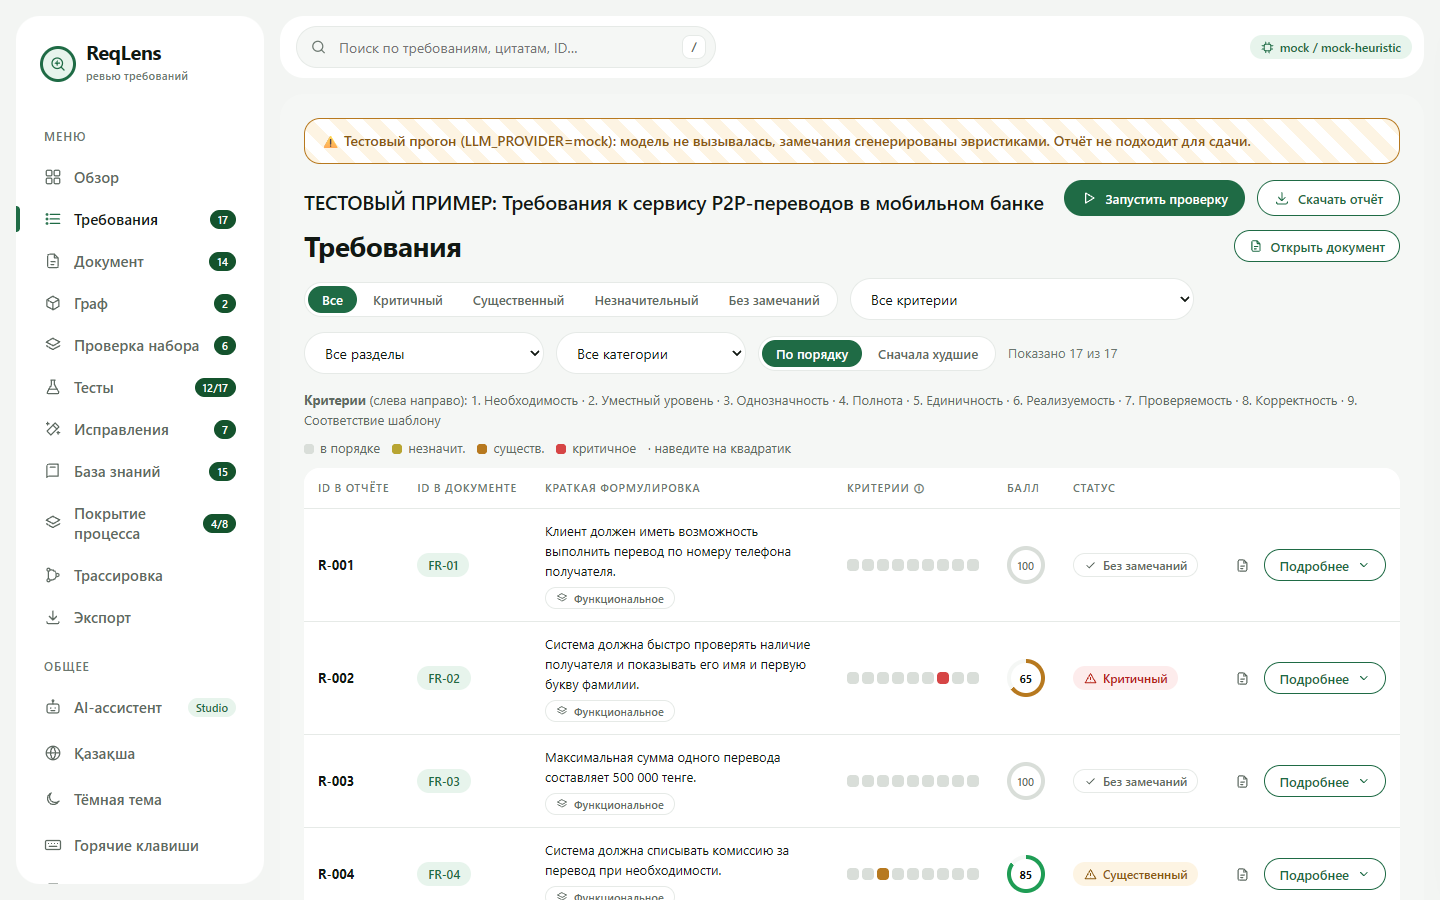 ReqLens
ревью требований
МЕНЮ
Обзор
Требования 17
Документ 14
Граф 2
Проверка набора 6
Тесты 12/17
Исправления 7
База знаний 15
Покрытие
процесса 4/8
Трассировка
Экспорт
ОБЩЕЕ
AI-ассистент Studio
Қазақша
Тёмная тема
Горячие клавиши
Поиск по требованиям, цитатам, ID... /
mock / mock-heuristic
Тестовый прогон (LLM_PROVIDER=mock): модель не вызывалась, замечания сгенерированы эвристиками. Отчёт не подходит для сдачи.
ТЕСТОВЫЙ ПРИМЕР: Требования к сервису P2P-переводов в мобильном банке
Запустить проверку
Скачать отчёт
Требования
Открыть документ
Все Критичный Существенный Незначительный Без замечаний
Все критерии
Все разделы
Все категории
По порядку Сначала худшие
Показано 17 из 17
Критерии (слева направо): 1. Необходимость · 2. Уместный уровень · 3. Однозначность · 4. Полнота · 5. Единичность · 6. Реализуемость · 7. Проверяемость · 8. Корректность · 9.
Соответствие шаблону
в порядке незначит. существ. критичное · наведите на квадратик
ID В ОТЧЁТЕ ID В ДОКУМЕНТЕ КРАТКАЯ ФОРМУЛИРОВКА КРИТЕРИИ БАЛЛ СТАТУС
R-001 FR-01
Клиент должен иметь возможность
выполнить перевод по номеру телефона
получателя.
Функциональное
100 Без замечаний Подробнее
R-002 FR-02
Система должна быстро проверять наличие
получателя и показывать его имя и первую
букву фамилии.
Функциональное
65 Критичный Подробнее
R-003 FR-03
Максимальная сумма одного перевода
составляет 500 000 тенге.
Функциональное
100 Без замечаний Подробнее
R-004 FR-04
Система должна списывать комиссию за
перевод при необходимости.
Функциональное
85 Существенный Подробнее